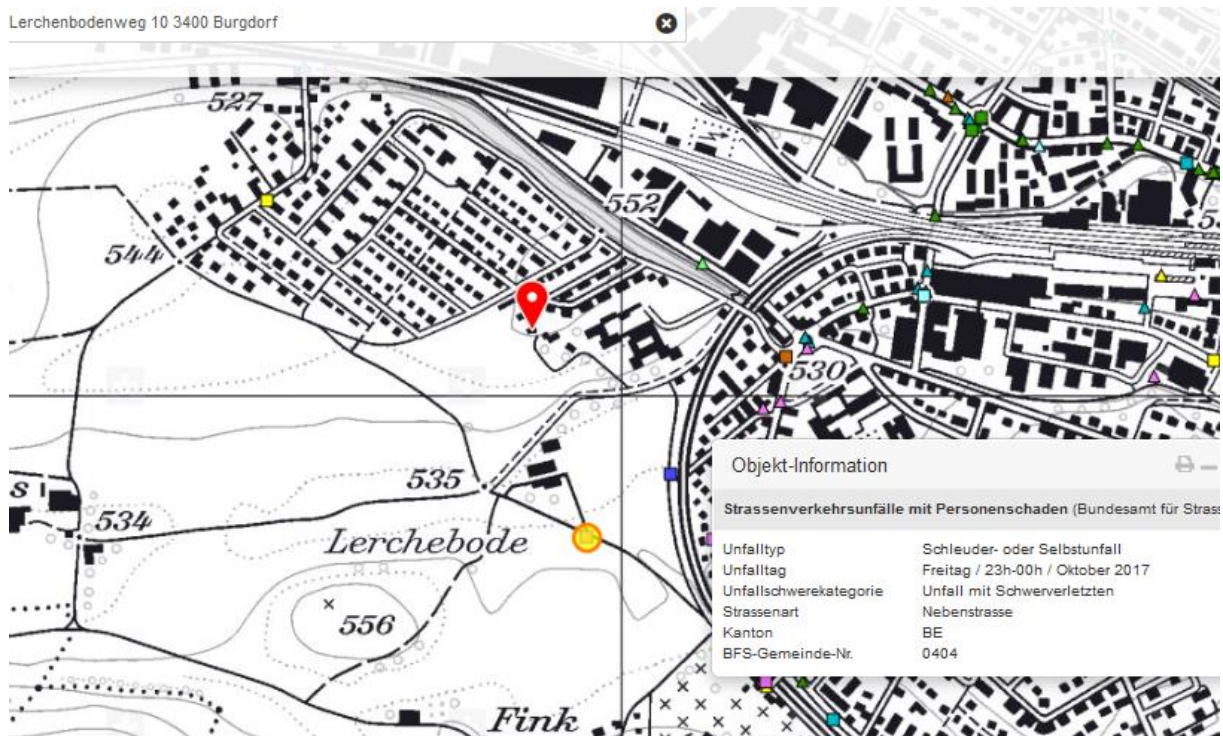 Lerchenbodenweg 10 3400 Burgdorf
527
552
544
530
535
s
534
Lerchebode
556
Fink
Objekt-Information
Strassenverkehrsunfälle mit Personenschaden (Bundesamt für Strass
Unfalltyp Schleuder- oder Selbstunfall
Unfalltag Freitag / 23h-00h / Oktober 2017
Unfallschwerekategorie Unfall mit Schwerverletzten
Strassenart Nebenstrasse
Kanton BE
BFS-Gemeinde-Nr. 0404